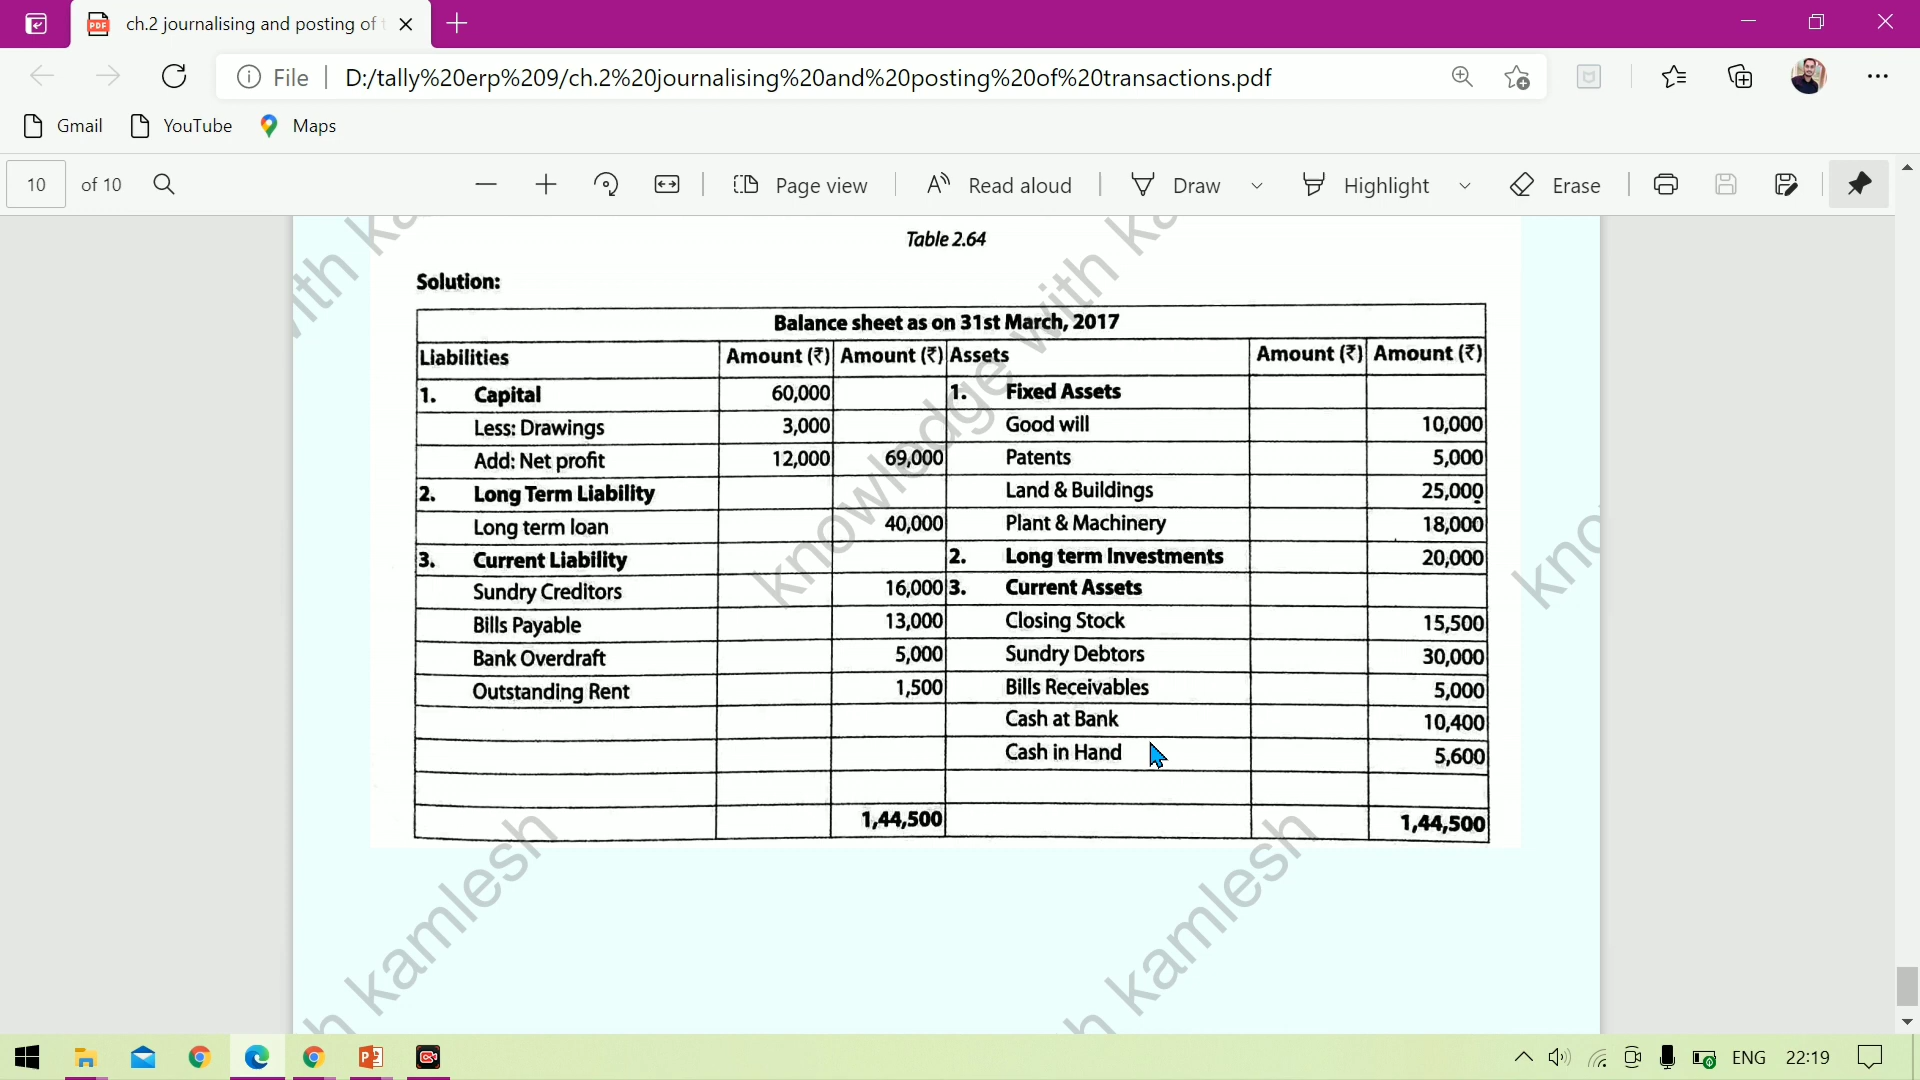 ch.2 journalising and posting of t
File D:/tally%20erp%209/ch.2%20journalising%20and%20posting%20of%20transactions.pdf
Gmail YouTube Maps
10 of 10 Page view Read aloud Draw Highlight Erase
Table 2.64
Solution:
Balance sheet as on 31st March, 2017
Liabilities Amount (₹) Amount (₹) Assets Amount (₹) Amount (₹)
1. Capital 60,000 1. Fixed Assets
Less: Drawings 3,000 Good will 10,000
Add: Net profit 12,000 69,000 Patents 5,000
2. Long Term Liability Land & Buildings 25,000
Long term loan 40,000 Plant & Machinery 18,000
3. Current Liability 2. Long term Investments 20,000
Sundry Creditors 16,000 3. Current Assets
Bills Payable 13,000 Closing Stock 15,500
Bank Overdraft 5,000 Sundry Debtors 30,000
Outstanding Rent 1,500 Bills Receivables 5,000
Cash at Bank 10,400
Cash in Hand 5,600
1,44,500 1,44,500
ith ka
knowledge with ka
kno
h kamlesh
h kamlesh
ENG 22:19